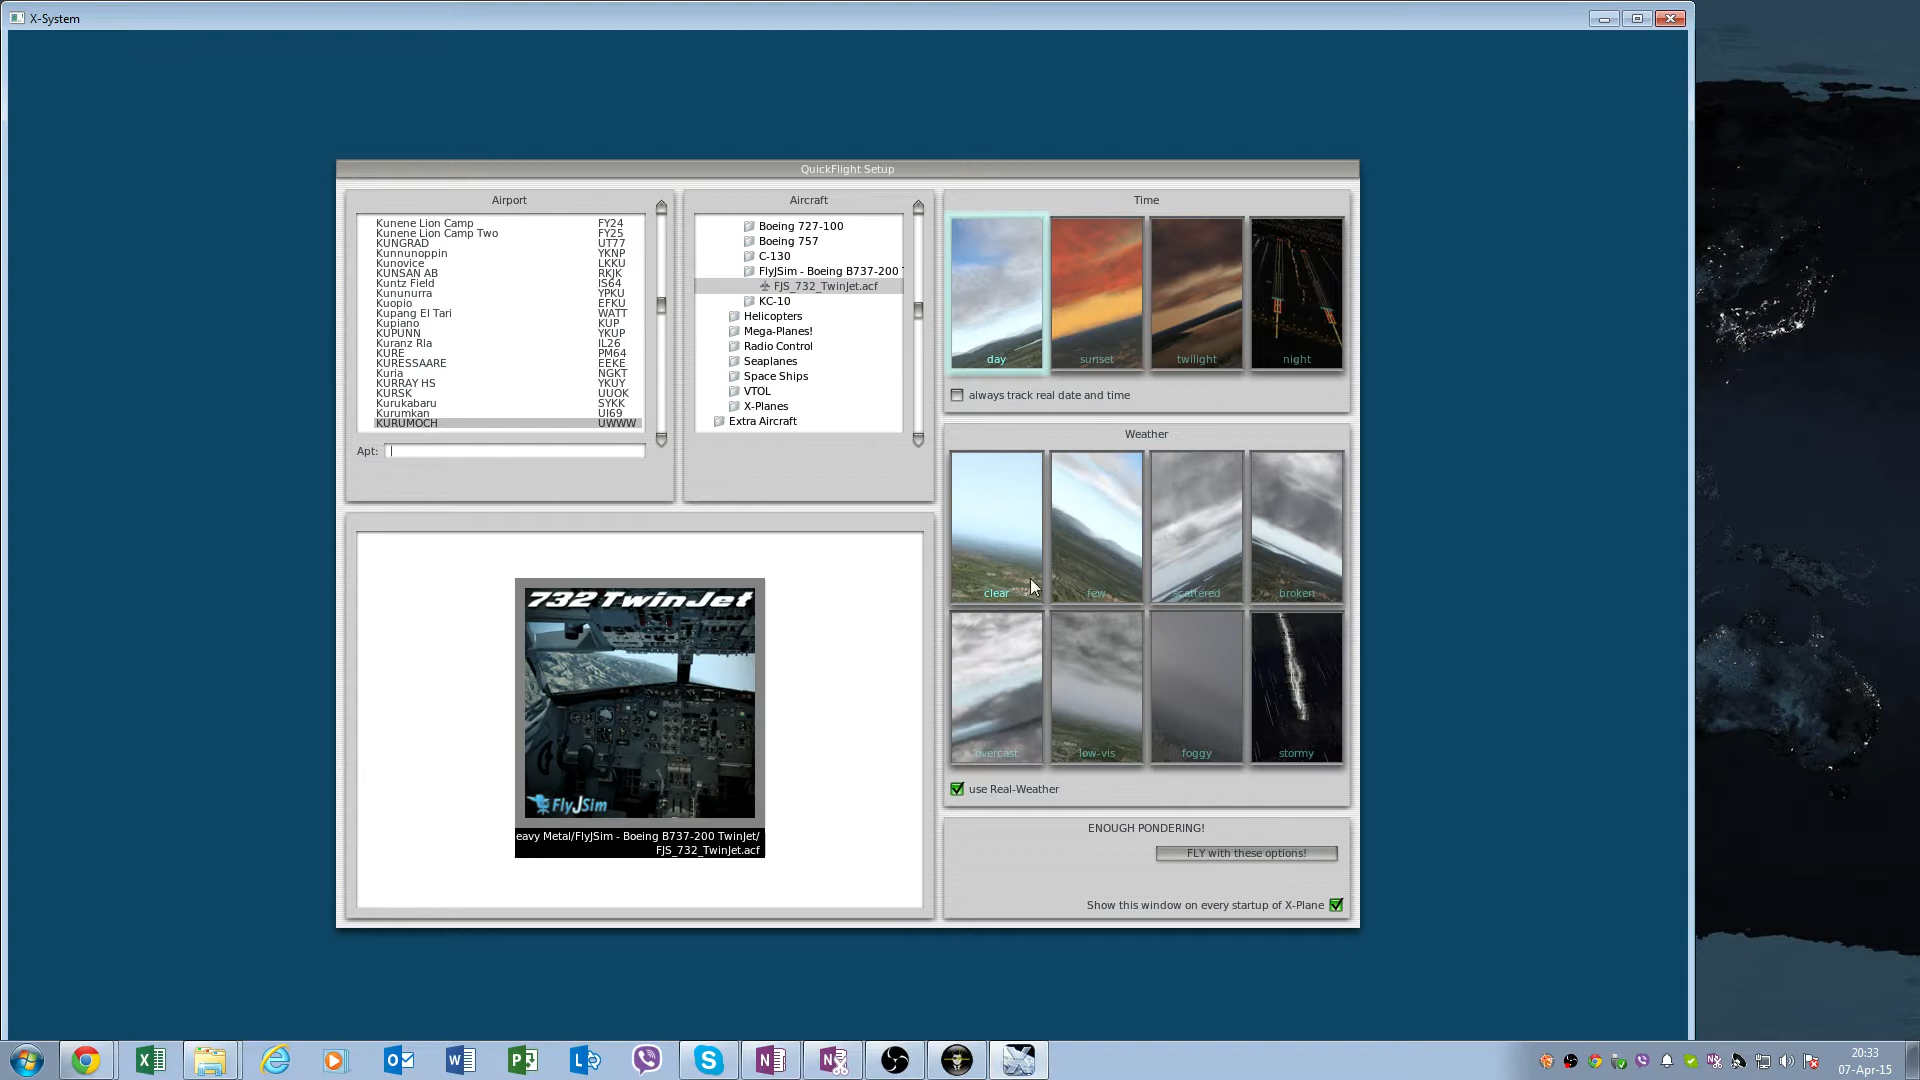 X-System
QuickFlight Setup
Airport
Kunene Lion Camp FY24
Kunene Lion Camp Two FY25
KUNGRAD UT77
Kunnunoppin YKNP
Kunovice LKKU
KUNSAN AB RKJK
Kuntz Field IS64
Kununurra YPKU
Kuopio EFKU
Kupang El Tari WATT
Kupiano KUP
KUPUNN YKUP
Kuranz Rla IL26
KURE PM64
KURESSAARE EEKE
Kuria NGKT
KURRAY HS YKUY
KURSK UUOK
Kurukabaru SYKK
Kurumkan UI69
KURUMOCH UWWW
Apt:
Aircraft
Boeing 727-100
Boeing 757
C-130
FlyJSim - Boeing B737-200
FJS_732_TwinJet.acf
KC-10
Helicopters
Mega-Planes!
Radio Control
Seaplanes
Space Ships
VTOL
X-Planes
Extra Aircraft
Time
day sunset twilight night
always track real date and time
Weather
clear few scattered broken
overcast low-vis foggy stormy
use Real-Weather
732 TwinJet
FlyJSim
eavy Metal/FlyJSim - Boeing B737-200 TwinJet/
FJS_732_TwinJet.acf
ENOUGH PONDERING!
FLY with these options!
Show this window on every startup of X-Plane
20:33
07-Apr-15